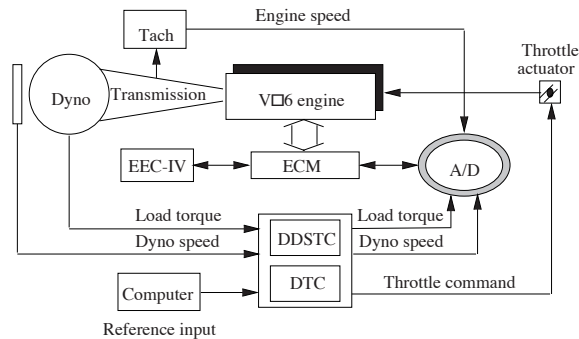 Engine speed
Tach
Throttle
actuator
Dyno
Transmission
V□6 engine
EEC-IV
ECM
A/D
Load torque
Load torque
DDSTC
Dyno speed
Dyno speed
DTC
Computer
Throttle command
Reference input